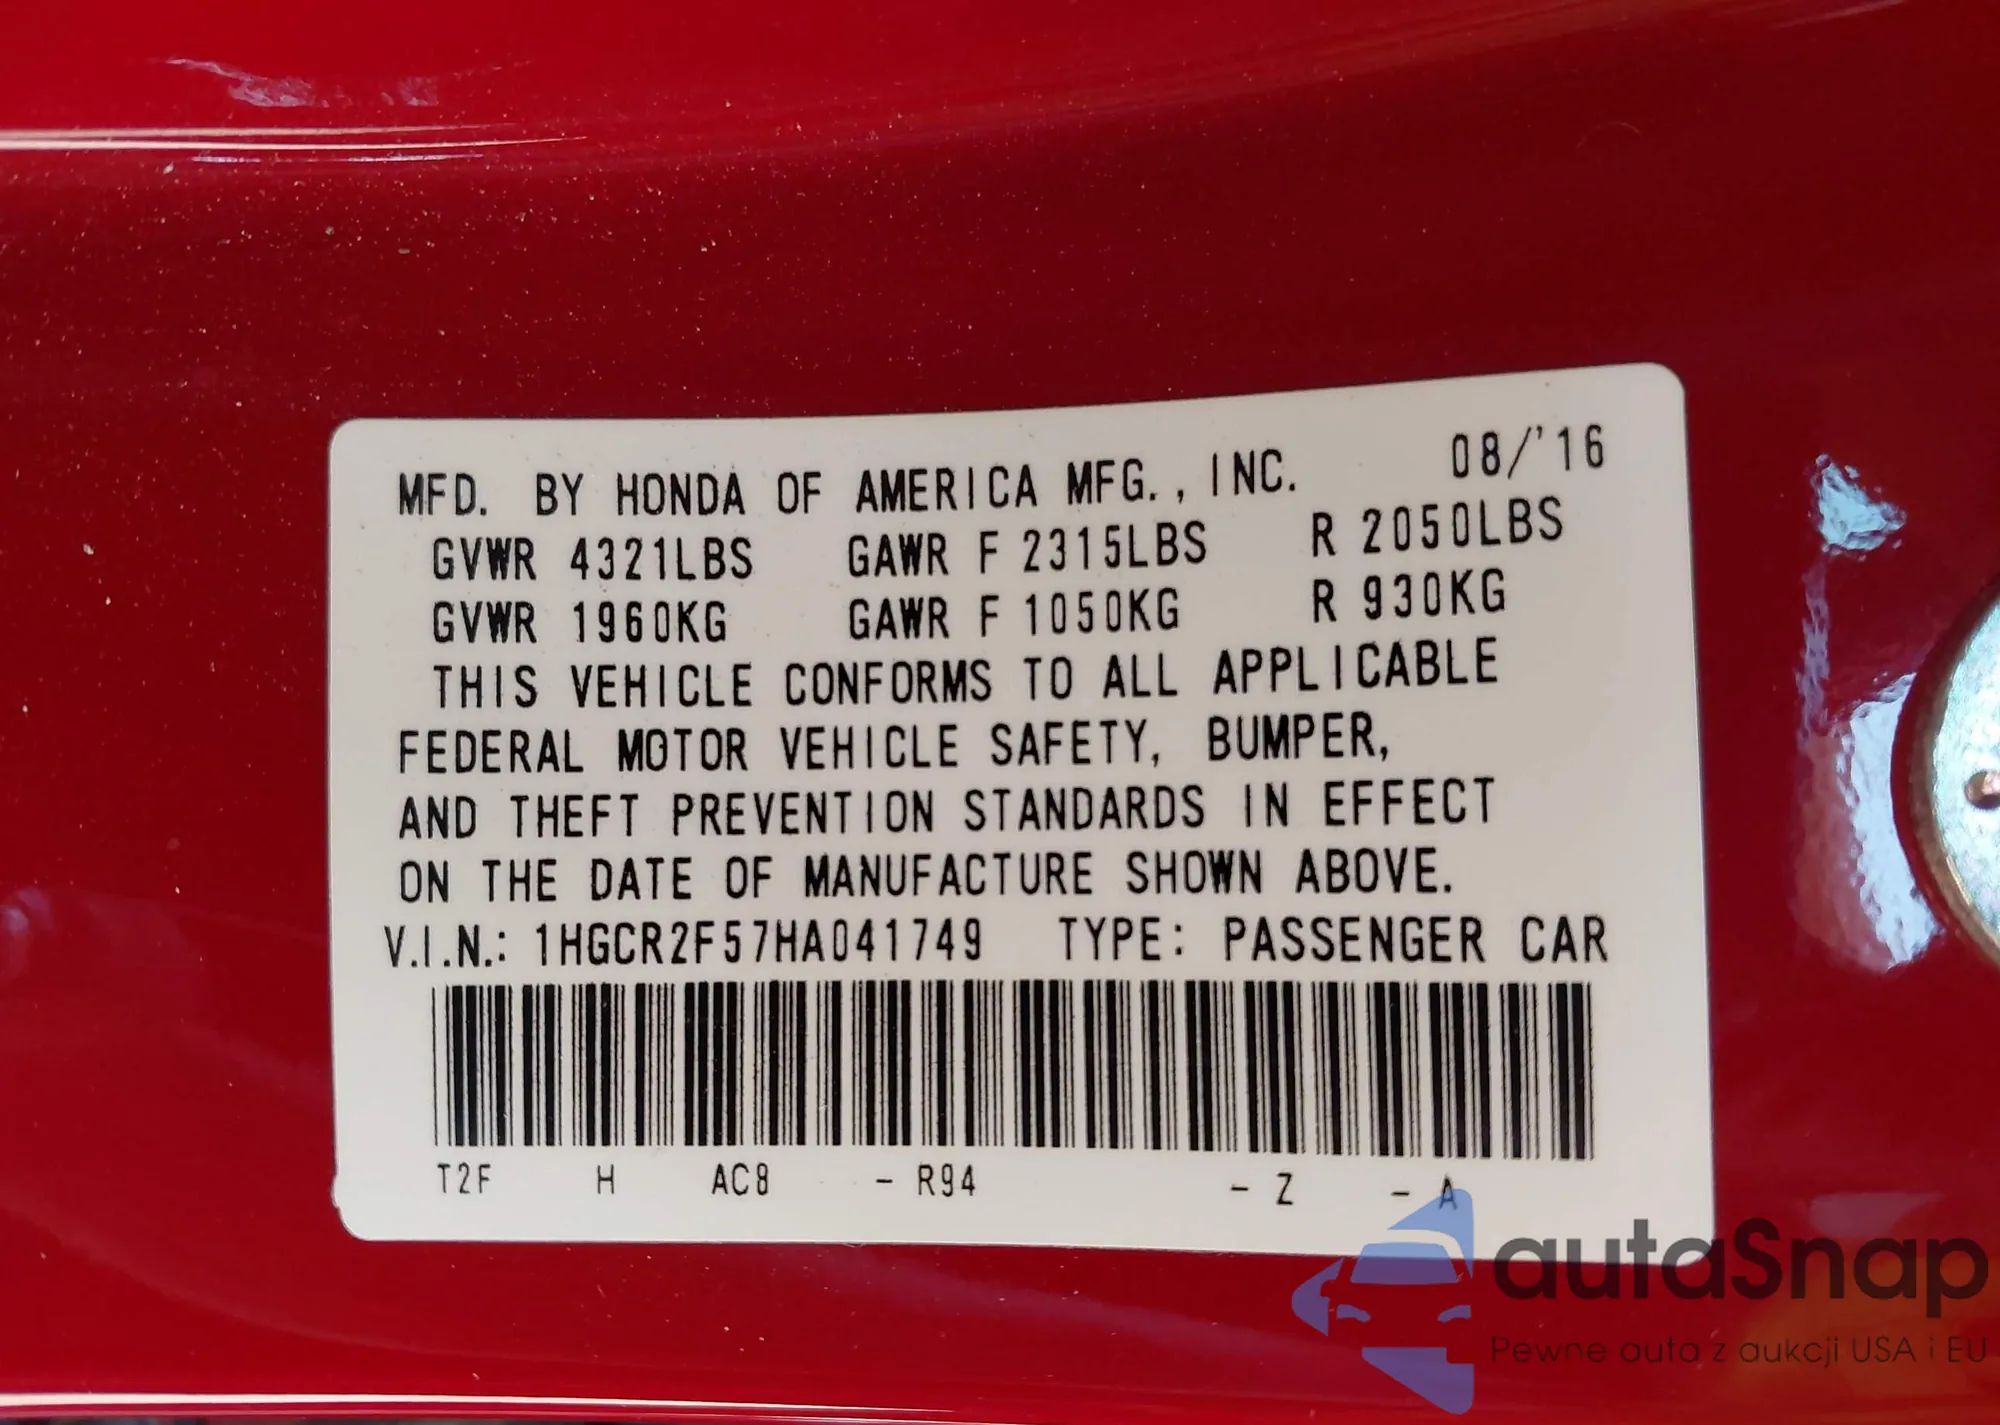 MFD. BY HONDA OF AMERICA MFG., INC. 08/'16
GVWR 4321LBS GAWR F 2315LBS R 2050LBS
GVWR 1960KG GAWR F 1050KG R 930KG
THIS VEHICLE CONFORMS TO ALL APPLICABLE
FEDERAL MOTOR VEHICLE SAFETY, BUMPER,
AND THEFT PREVENTION STANDARDS IN EFFECT
ON THE DATE OF MANUFACTURE SHOWN ABOVE.
V.I.N.: 1HGCR2F57HA041749 TYPE: PASSENGER CAR
T2F H AC8 - R94 - Z - A
autaSnap
Pewne auta z aukcji USA i EU